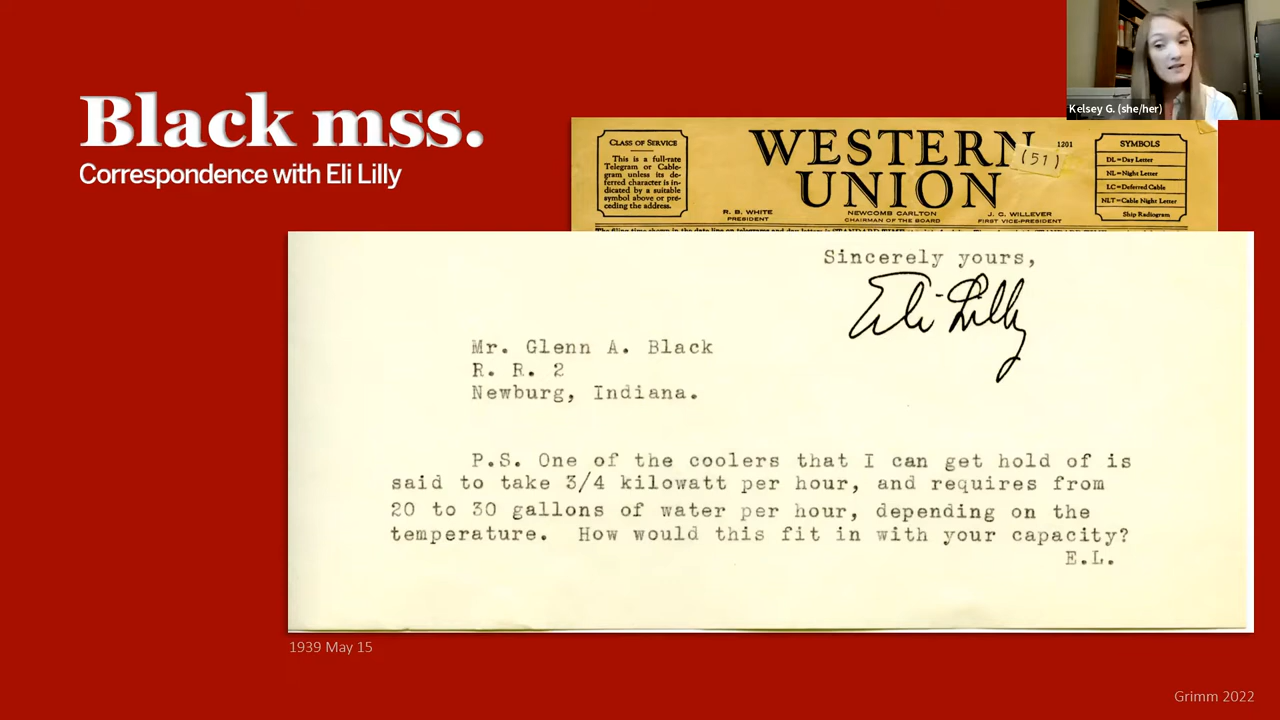 Kelsey G. (she/her)
Black mss.
Correspondence with Eli Lilly
CLASS OF SERVICE
This is a full-rate
Telegram or Cable-
gram unless its de-
ferred character is in-
dicated by a suitable
symbol above or pre-
ceding the address.
WESTERN
UNION
1201
(51)
R. B. WHITE
PRESIDENT
NEWCOMB CARLTON
CHAIRMAN OF THE BOARD
J. C. WILLEVER
FIRST VICE-PRESIDENT
SYMBOLS
DL=Day Letter
NL=Night Letter
LC=Deferred Cable
NLT=Cable Night Letter
Ship Radiogram
Sincerely yours,
Eli Lilly
Mr. Glenn A. Black
R. R. 2
Newburg, Indiana.
P.S. One of the coolers that I can get hold of is
said to take 3/4 kilowatt per hour, and requires from
20 to 30 gallons of water per hour, depending on the
temperature. How would this fit in with your capacity?
E.L.
1939 May 15
Grimm 2022